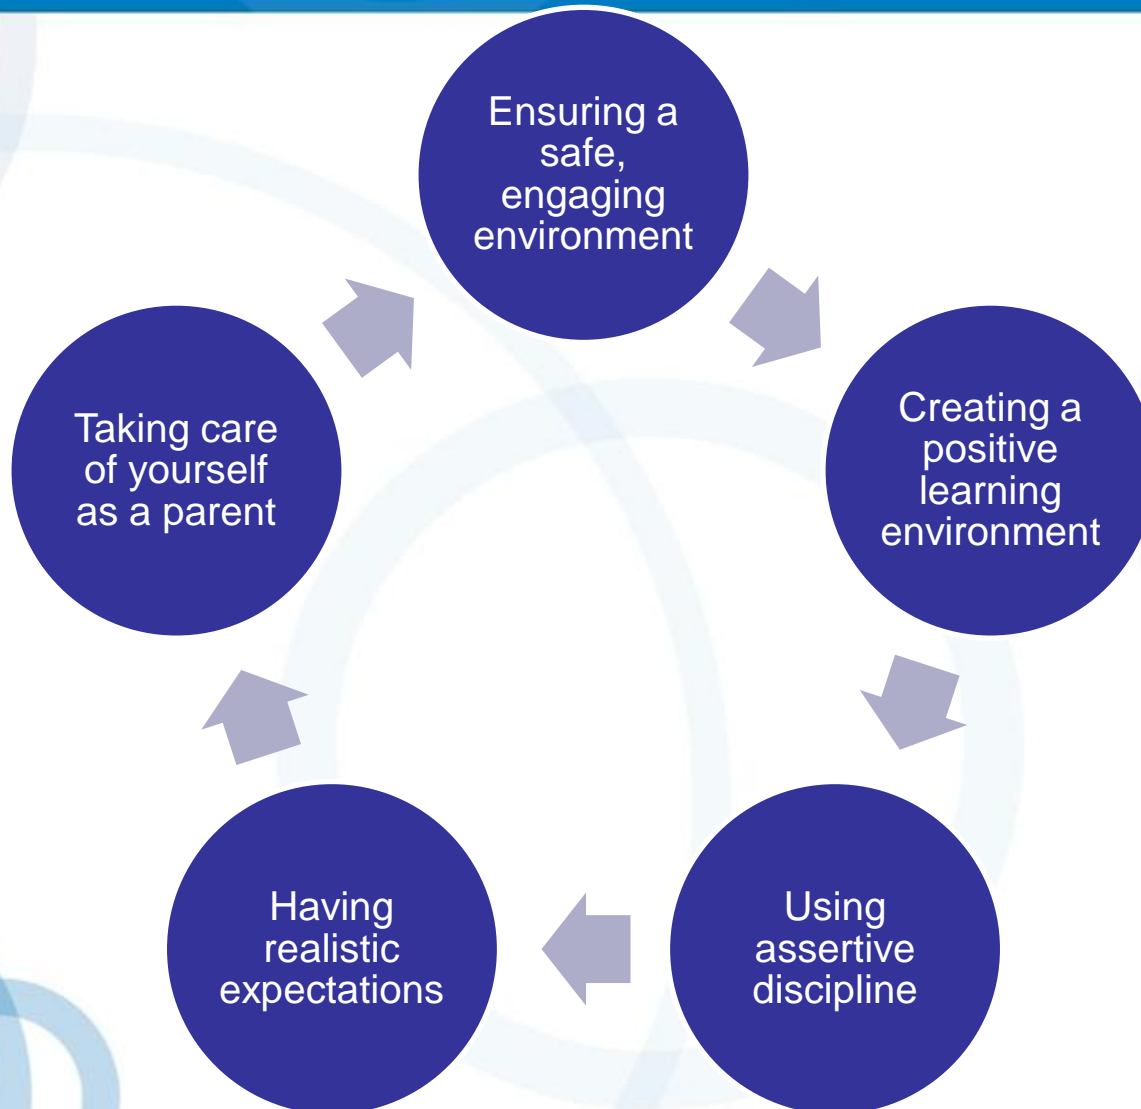 Ensuring a
safe,
engaging
environment
Creating a
positive
learning
environment
Using
assertive
discipline
Having
realistic
expectations
Taking care
of yourself
as a parent